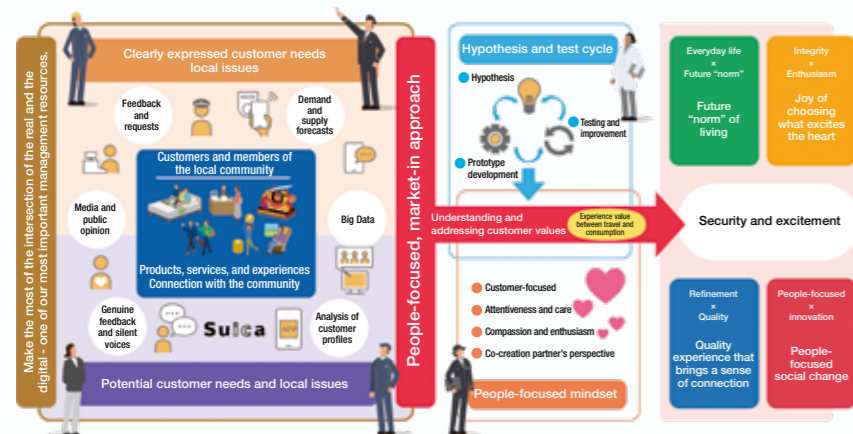 Make the most of the intersection of the real and the
digital - one of our most important management resources.
Clearly expressed customer needs
local issues
Feedback
and
requests
Demand
and
supply
forecasts
Customers and members of
the local community
Media and
public
opinion
Big Data
Products, services, and experiences
Connection with the community
Genuine
feedback
and silent
voices
Suica
APP
Analysis of
customer
profiles
Potential customer needs and local issues
People-focused, market-in approach
Hypothesis and test cycle
Hypothesis
Testing and
improvement
Prototype
development
Understanding and
addressing customer values
Experience value
between travel and
consumption
Customer-focused
Attentiveness and care
Compassion and enthusiasm
Co-creation partner's perspective
People-focused mindset
Everyday life
×
Future "norm"
Future
"norm" of
living
Integrity
×
Enthusiasm
Joy of
choosing
what excites
the heart
Security and excitement
Refinement
×
Quality
Quality
experience that
brings a sense
of connection
People-focused
×
innovation
People-
focused
social change